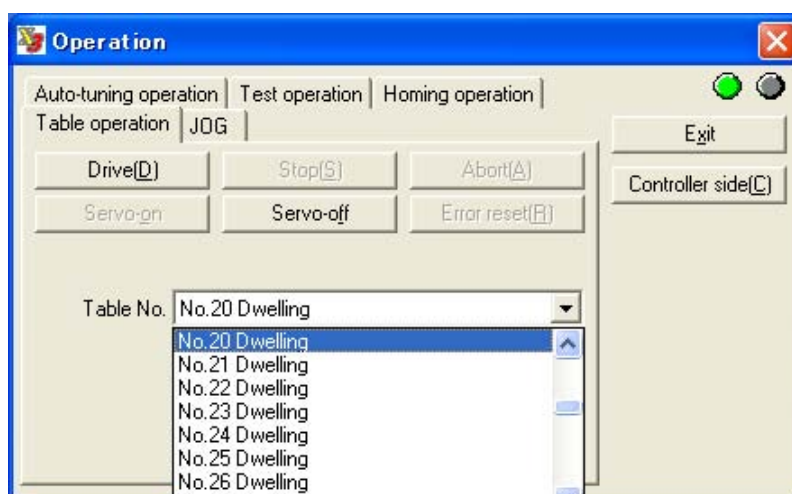 Operation
Auto-tuning operation Test operation Homing operation
Table operation JOG
Exit
Drive(D) Stop(S) Abort(A)
Controller side(C)
Servo-on Servo-off Error reset(R)
Table No. No.20 Dwelling
No.20 Dwelling
No.21 Dwelling
No.22 Dwelling
No.23 Dwelling
No.24 Dwelling
No.25 Dwelling
No.26 Dwelling